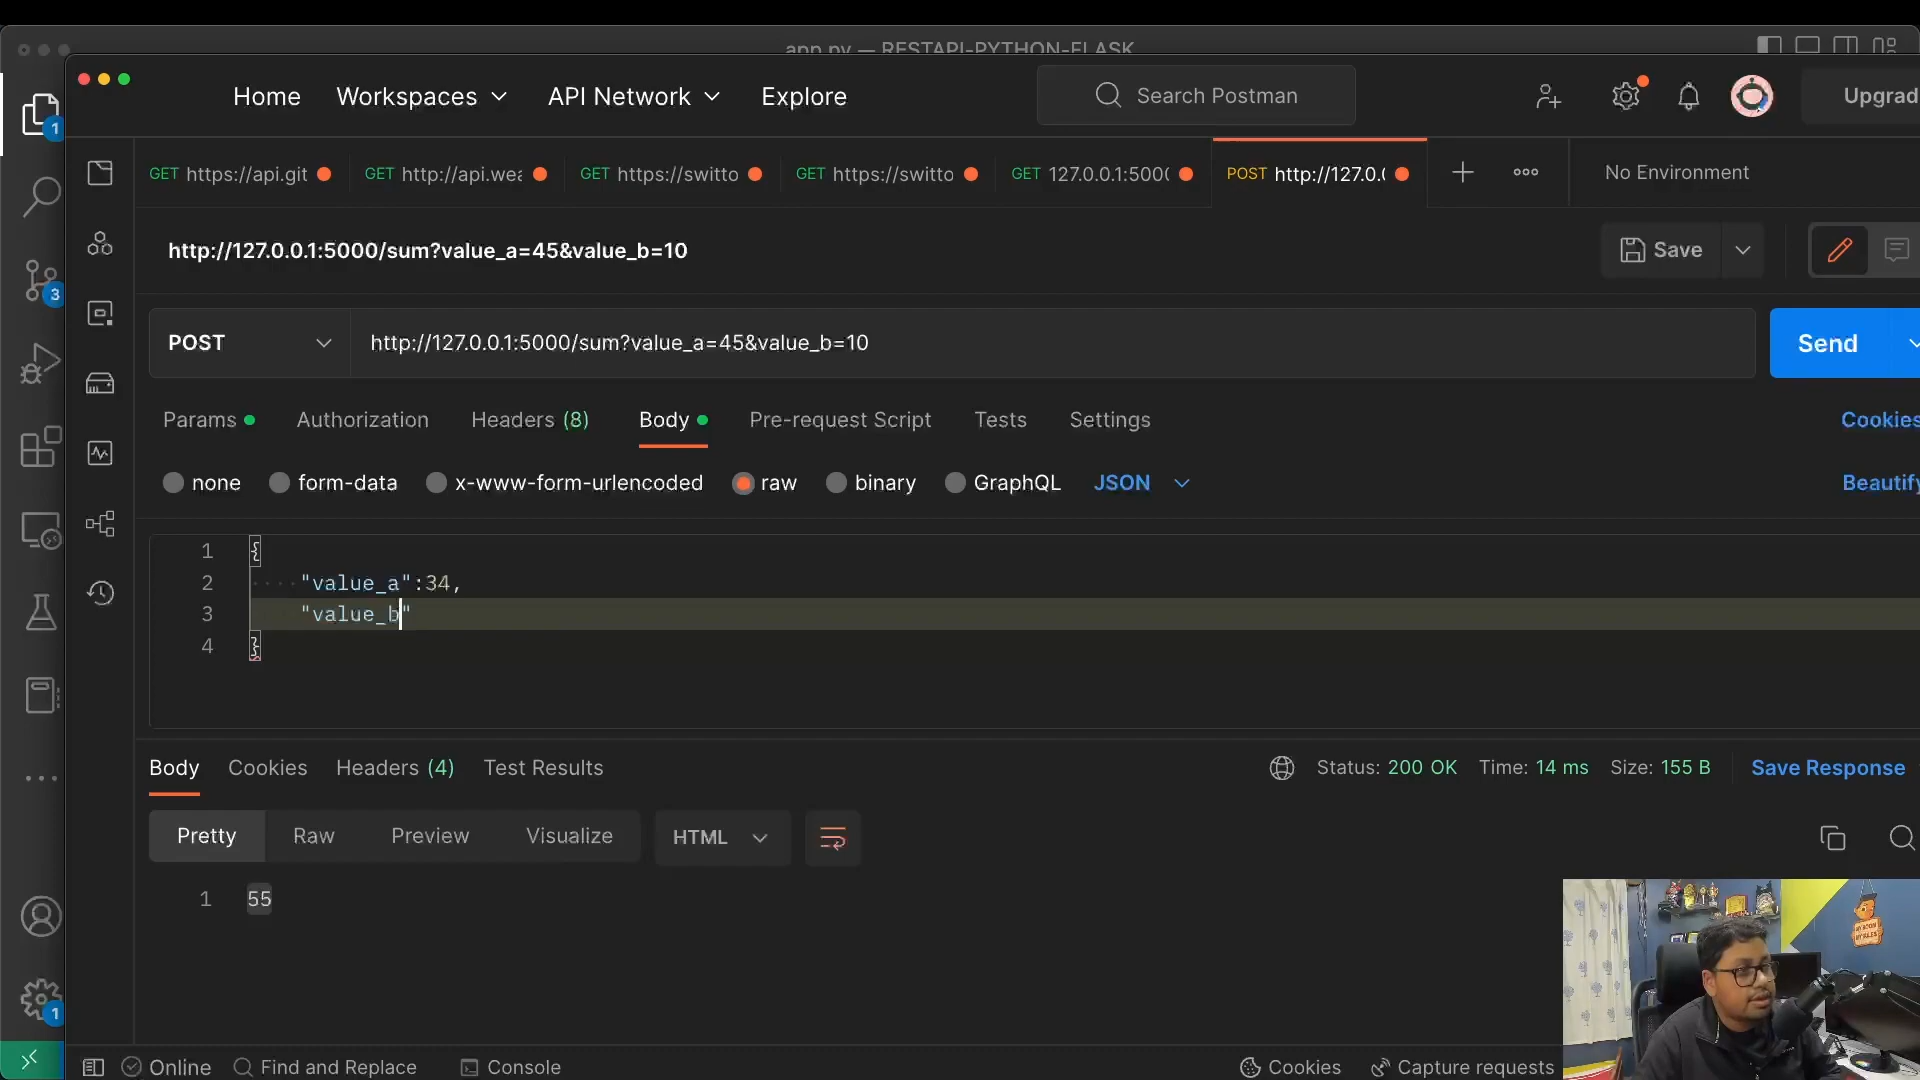 app.py — RESTAPI-PYTHON-FLASK
Home Workspaces API Network Explore Search Postman Upgrad
GET https://api.git GET http://api.wea GET https://switto GET https://switto GET 127.0.0.1:5000 POST http://127.0.0 No Environment
http://127.0.0.1:5000/sum?value_a=45&value_b=10 Save
POST http://127.0.0.1:5000/sum?value_a=45&value_b=10 Send
Params Authorization Headers (8) Body Pre-request Script Tests Settings Cookies
none form-data x-www-form-urlencoded raw binary GraphQL JSON Beautify
1 {
2 "value_a":34,
3 "value_b"
4 }
Body Cookies Headers (4) Test Results Status: 200 OK Time: 14 ms Size: 155 B Save Response
Pretty Raw Preview Visualize HTML
1 55
Online Find and Replace Console Cookies Capture requests
1
3
1